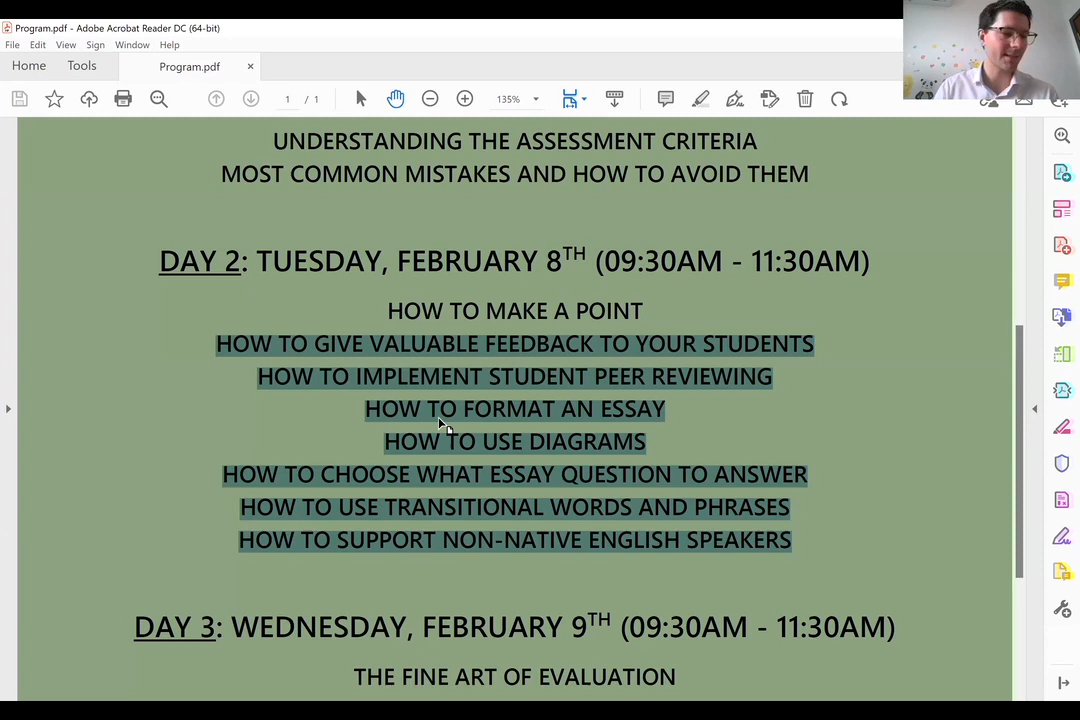 Program.pdf - Adobe Acrobat Reader DC (64-bit)
File Edit View Sign Window Help
Home Tools Program.pdf ×
1 / 1 135%
UNDERSTANDING THE ASSESSMENT CRITERIA
MOST COMMON MISTAKES AND HOW TO AVOID THEM
DAY 2: TUESDAY, FEBRUARY 8TH (09:30AM - 11:30AM)
HOW TO MAKE A POINT
HOW TO GIVE VALUABLE FEEDBACK TO YOUR STUDENTS
HOW TO IMPLEMENT STUDENT PEER REVIEWING
HOW TO FORMAT AN ESSAY
HOW TO USE DIAGRAMS
HOW TO CHOOSE WHAT ESSAY QUESTION TO ANSWER
HOW TO USE TRANSITIONAL WORDS AND PHRASES
HOW TO SUPPORT NON-NATIVE ENGLISH SPEAKERS
DAY 3: WEDNESDAY, FEBRUARY 9TH (09:30AM - 11:30AM)
THE FINE ART OF EVALUATION